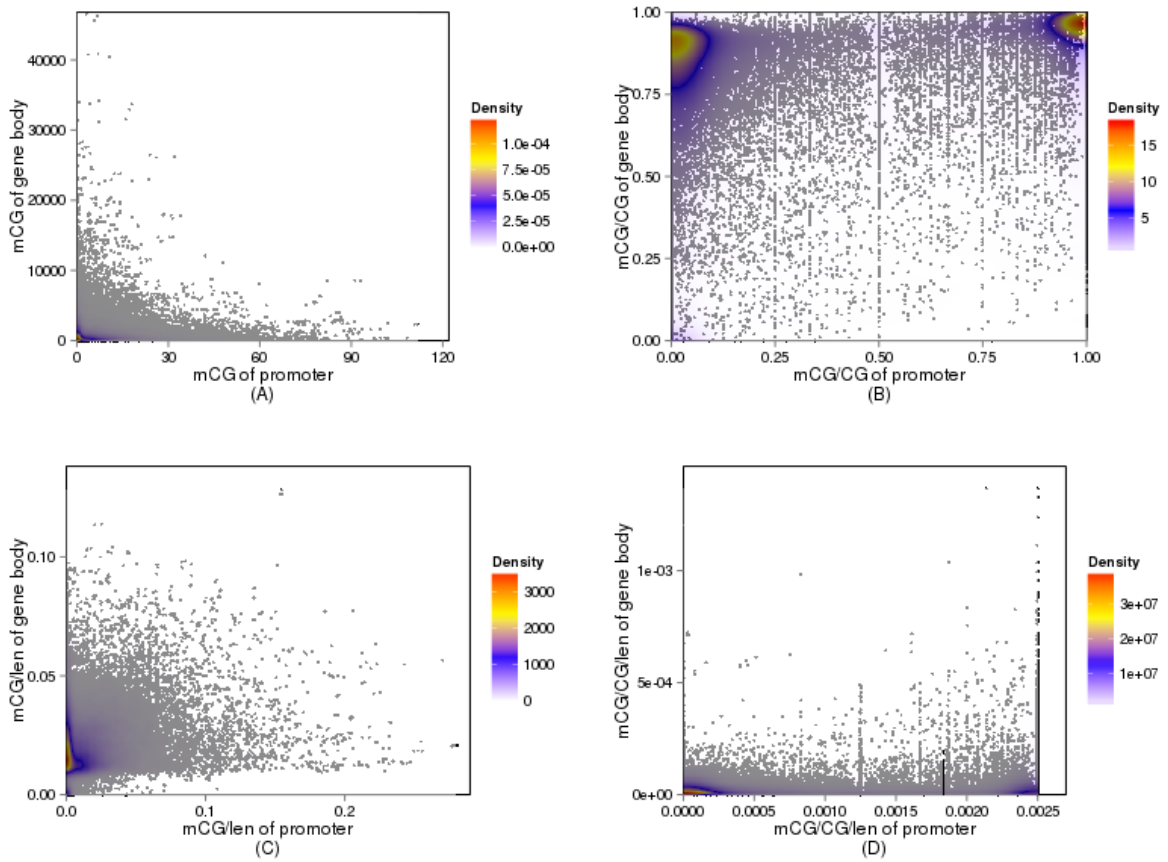 mCG of gene body
40000
30000
20000
10000
0
0
30
60
90
120
mCG of promoter
(A)
Density
1.0e-04
7.5e-05
5.0e-05
2.5e-05
0.0e+00
mCG/CG of gene body
1.00
0.75
0.50
0.25
0.00
0.00
0.25
0.50
0.75
1.00
mCG/CG of promoter
(B)
Density
15
10
5
mCG/len of gene body
0.10
0.05
0.00
0.0
0.1
0.2
mCG/len of promoter
(C)
Density
3000
2000
1000
0
mCG/CG/len of gene body
1e-03
5e-04
0e+00
0.0000
0.0005
0.0010
0.0015
0.0020
0.0025
mCG/CG/len of promoter
(D)
Density
3e+07
2e+07
1e+07